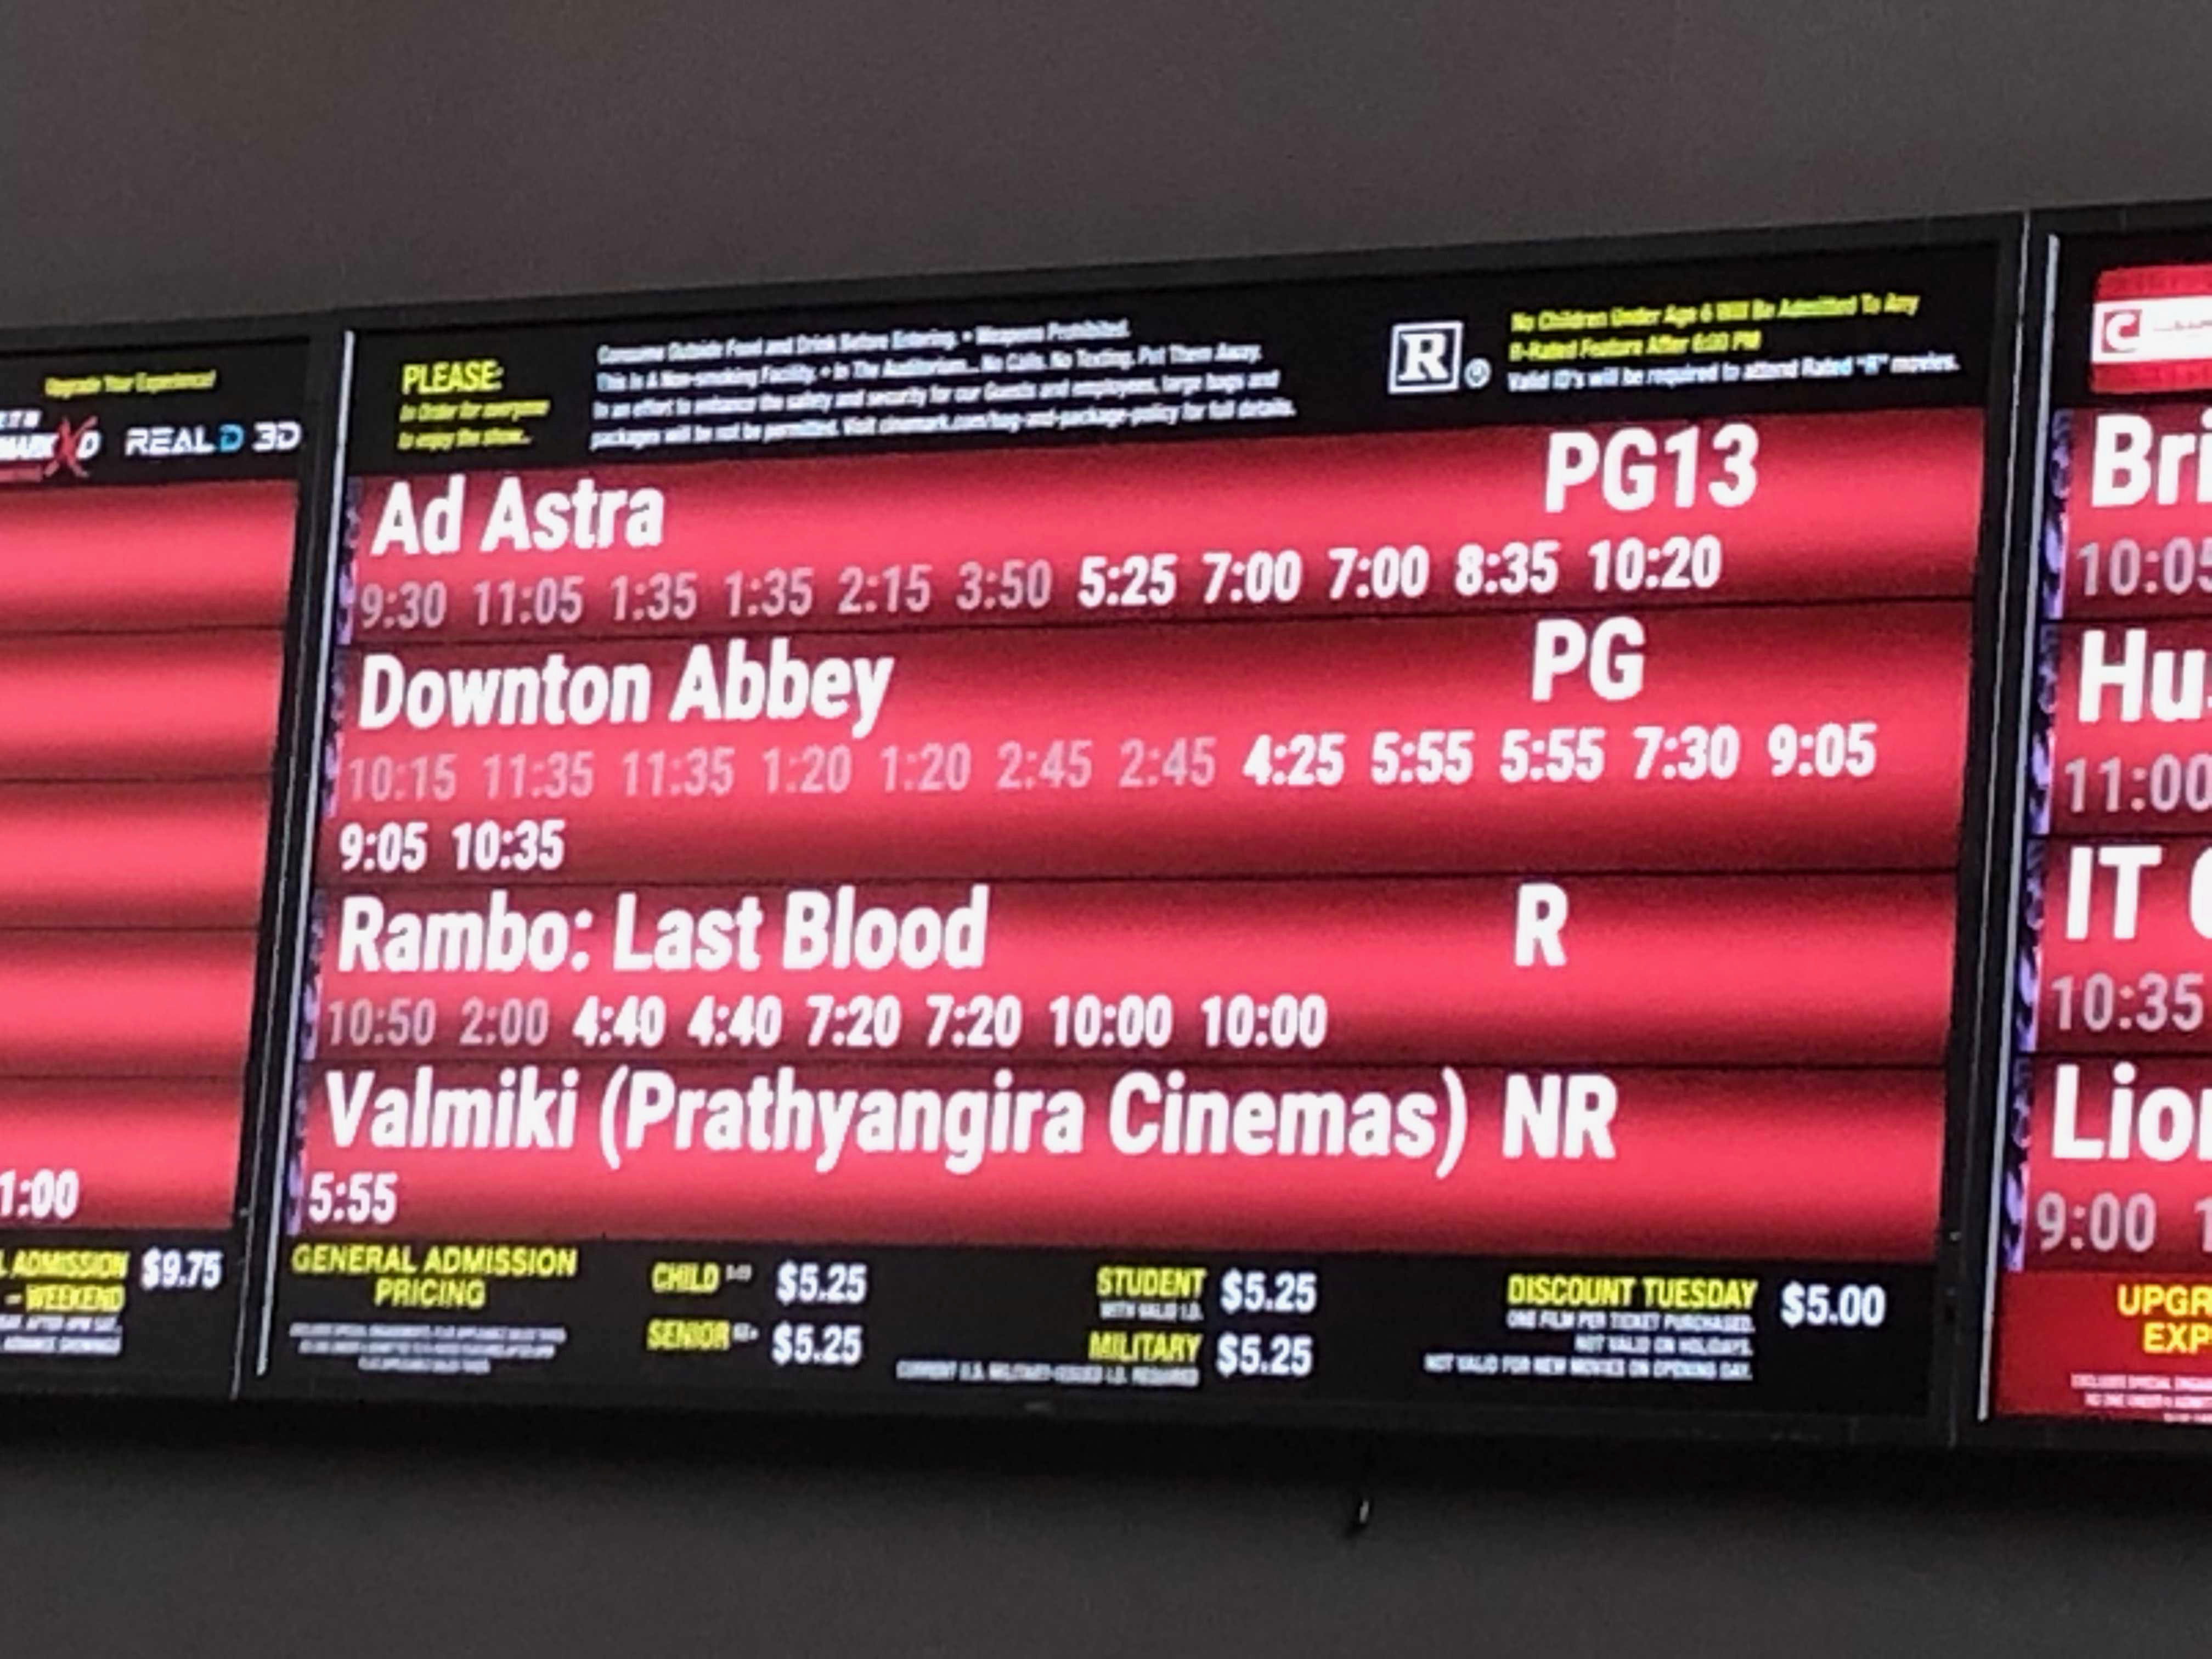 Upgrade Your Experience!
REAL D 3D
1:00
ADMISSION $9.75
- WEEKEND
PLEASE:
In Order for everyone
to enjoy the show...
Consume Outside Food and Drink Before Entering. • Weapons Prohibited.
This Is A Non-smoking Facility. • In The Auditorium... No Calls. No Texting. Put Them Away.
In an effort to enhance the safety and security for our Guests and employees, large bags and
packages will be not be permitted. Visit cinemark.com/bag-and-package-policy for full details.
R
No Children Under Age 6 Will Be Admitted To Any
R-Rated Feature After 6:00 PM
Valid ID's will be required to attend Rated "R" movies.
Ad Astra PG13
9:30 11:05 1:35 1:35 2:15 3:50 5:25 7:00 7:00 8:35 10:20
Downton Abbey PG
10:15 11:35 11:35 1:20 1:20 2:45 2:45 4:25 5:55 5:55 7:30 9:05
9:05 10:35
Rambo: Last Blood R
10:50 2:00 4:40 4:40 7:20 7:20 10:00 10:00
Valmiki (Prathyangira Cinemas) NR
5:55
GENERAL ADMISSION
PRICING
CHILD $5.25
SENIOR $5.25
STUDENT $5.25
WITH VALID I.D.
MILITARY $5.25
CURRENT U.S. MILITARY-ISSUED I.D. REQUIRED
DISCOUNT TUESDAY $5.00
ONE FILM PER TICKET PURCHASED.
NOT VALID ON HOLIDAYS.
NOT VALID FOR NEW MOVIES ON OPENING DAY.
C
Bri
10:05
Hu
11:00
IT
10:35
Lio
9:00 1
UPGR
EXP